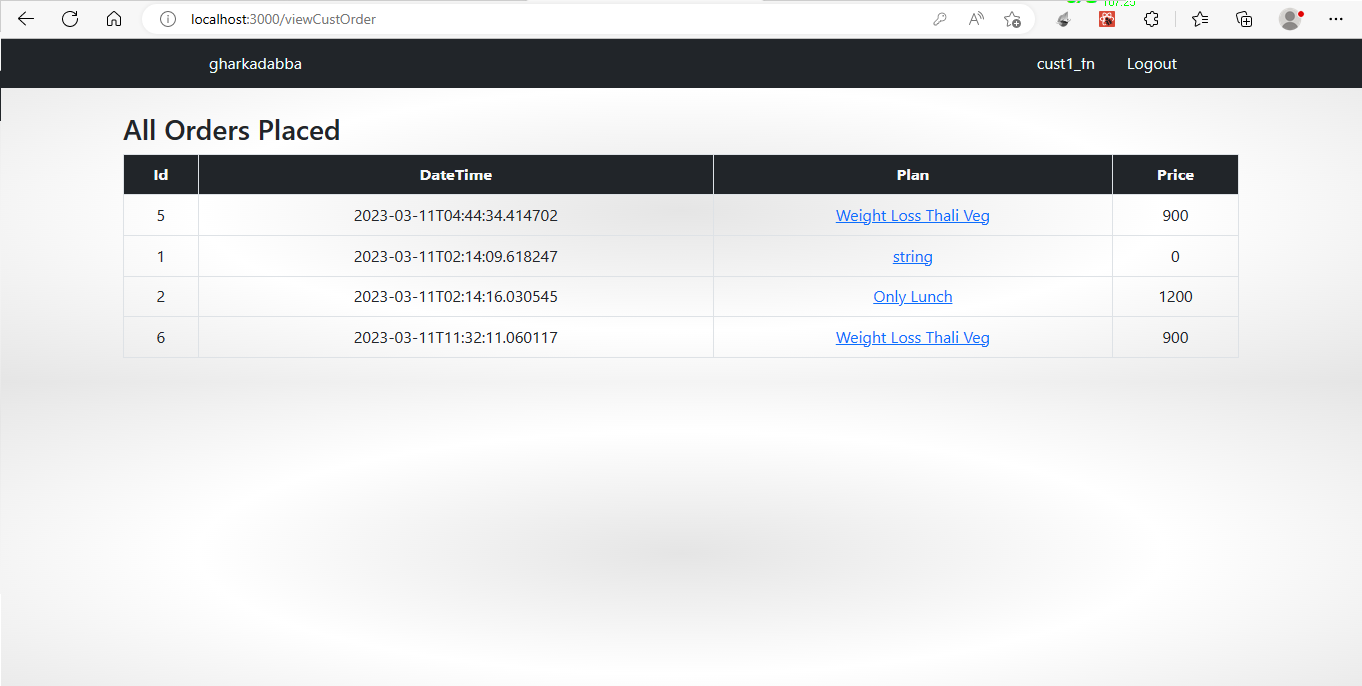 107.25
localhost:3000/viewCustOrder
gharkadabba cust1_fn Logout
All Orders Placed
Id DateTime Plan Price
5 2023-03-11T04:44:34.414702 Weight Loss Thali Veg 900
1 2023-03-11T02:14:09.618247 string 0
2 2023-03-11T02:14:16.030545 Only Lunch 1200
6 2023-03-11T11:32:11.060117 Weight Loss Thali Veg 900